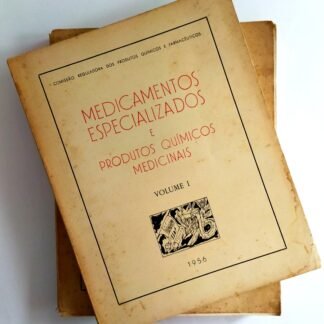 COMISSÃO REGULADORA DOS PRODUTOS QUÍMICOS E FARMACÊUTICOS
MEDICAMENTOS
ESPECIALIZADOS
E
PRODUTOS QUÍMICOS
MEDICINAIS
VOLUME I
1956